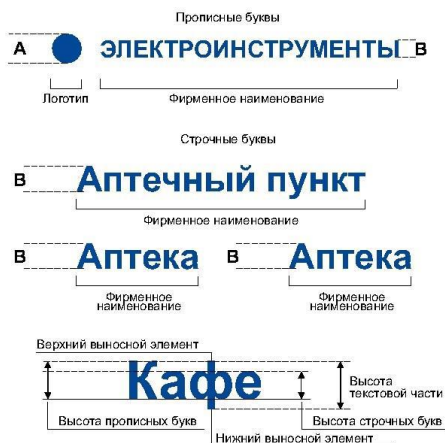 Прописные буквы
А ЭЛЕКТРОИНСТРУМЕНТЫ В
Логотип Фирменное наименование
Строчные буквы
В Аптечный пункт
Фирменное наименование
В Аптека В Аптека
Фирменное наименование Фирменное наименование
Верхний выносной элемент
Кафе
Высота текстовой части
Высота прописных букв Высота строчных букв
Нижний выносной элемент